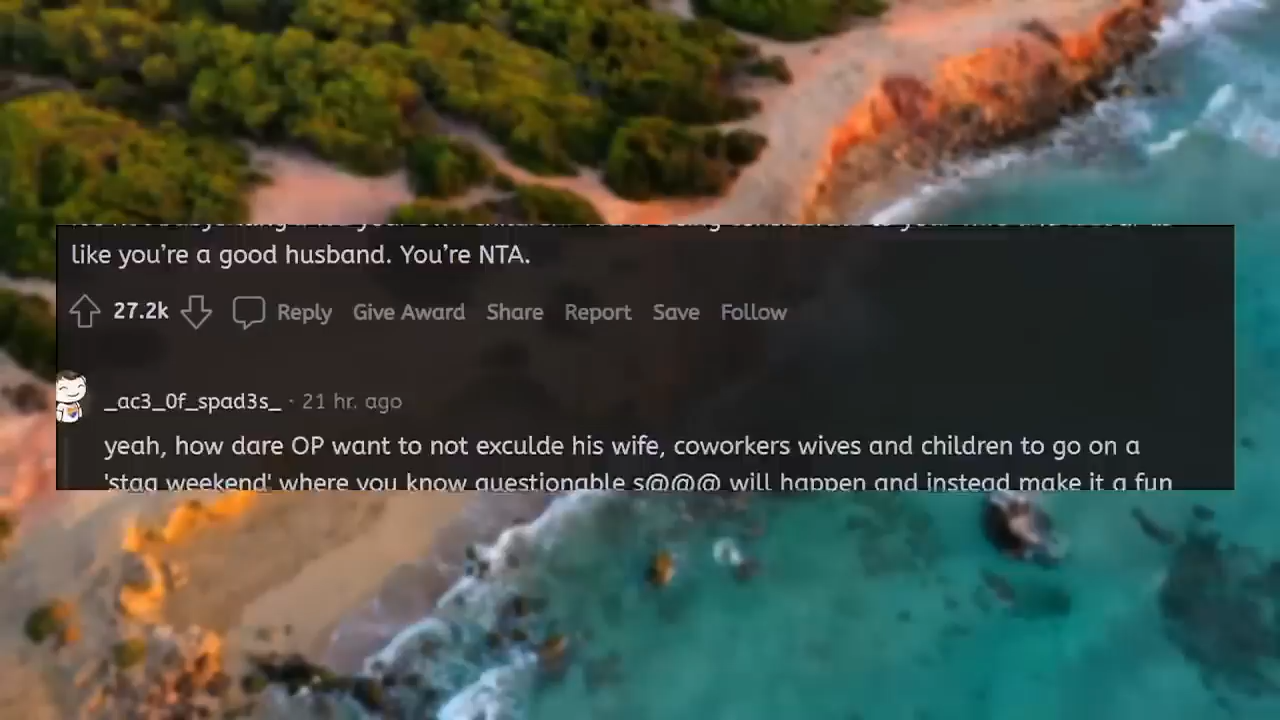 like you're a good husband. You're NTA.
27.2k Reply Give Award Share Report Save Follow
_ac3_0f_spad3s_ · 21 hr. ago
yeah, how dare OP want to not exculde his wife, coworkers wives and children to go on a
'stag weekend' where you know questionable s@@@ will happen and instead make it a fun